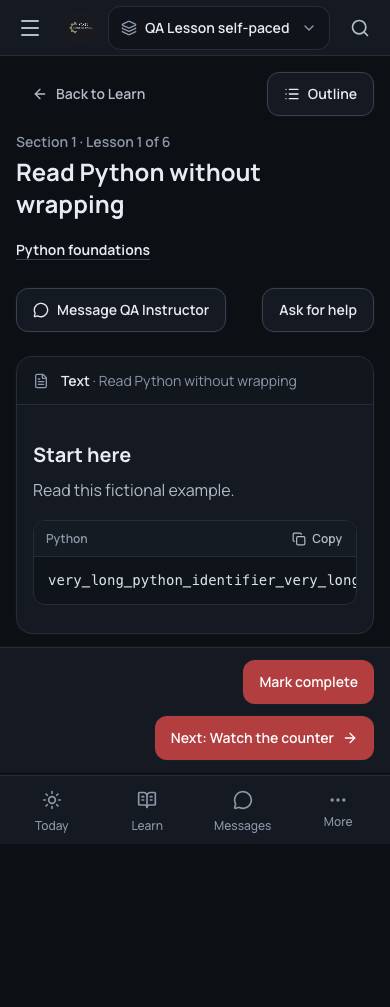 QA Lesson self-paced
Back to Learn
Outline
Section 1 · Lesson 1 of 6
Read Python without
wrapping
Python foundations
Message QA Instructor
Ask for help
Text · Read Python without wrapping
Start here
Read this fictional example.
Python
Copy
very_long_python_identifier_very_long
Mark complete
Next: Watch the counter
Today
Learn
Messages
More